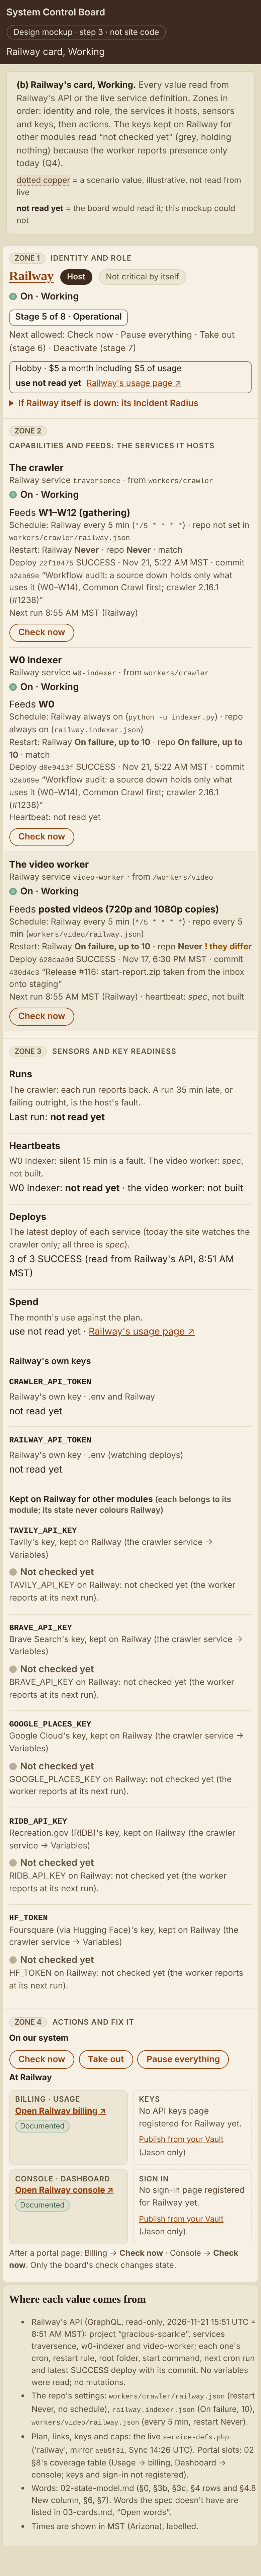 System Control Board
Design mockup · step 3 · not site code
Railway card, Working
(b) Railway's card, Working. Every value read from
Railway's API or the live service definition. Zones in
order: identity and role, the services it hosts, sensors
and keys, then actions. The keys kept on Railway for
other modules read “not checked yet” (grey, holding
nothing) because the worker reports presence only
today (Q4).
dotted copper = a scenario value, illustrative, not read from
live
not read yet = the board would read it; this mockup could
not
ZONE 1 IDENTITY AND ROLE
Railway Host Not critical by itself
On · Working
Stage 5 of 8 · Operational
Next allowed: Check now · Pause everything · Take out
(stage 6) · Deactivate (stage 7)
Hobby · $5 a month including $5 of usage
use not read yet Railway's usage page ↗
▶ If Railway itself is down: its Incident Radius
ZONE 2
CAPABILITIES AND FEEDS: THE SERVICES IT HOSTS
The crawler
Railway service traversence · from workers/crawler
On · Working
Feeds W1–W12 (gathering)
Schedule: Railway every 5 min (*/5 * * * *) · repo not set in
workers/crawler/railway.json
Restart: Railway Never · repo Never · match
Deploy 22f18475 SUCCESS · Nov 21, 5:22 AM MST · commit
b2ab69e “Workflow audit: a source down holds only what
uses it (W0–W14), Common Crawl first; crawler 2.16.1
(#1238)”
Next run 8:55 AM MST (Railway)
Check now
W0 Indexer
Railway service w0-indexer · from workers/crawler
On · Working
Feeds W0
Schedule: Railway always on (python -u indexer.py) · repo
always on (railway.indexer.json)
Restart: Railway On failure, up to 10 · repo On failure, up to
10 · match
Deploy d0e9413f SUCCESS · Nov 21, 5:22 AM MST · commit
b2ab69e “Workflow audit: a source down holds only what
uses it (W0–W14), Common Crawl first; crawler 2.16.1
(#1238)”
Heartbeat: not read yet
Check now
The video worker
Railway service video-worker · from /workers/video
On · Working
Feeds posted videos (720p and 1080p copies)
Schedule: Railway every 5 min (*/5 * * * *) · repo every 5
min (workers/video/railway.json)
Restart: Railway On failure, up to 10 · repo Never ! they differ
Deploy 628caa0d SUCCESS · Nov 17, 6:30 PM MST · commit
430d4c3 “Release #116: start-report.zip taken from the inbox
onto staging”
Next run 8:55 AM MST (Railway) · heartbeat: spec, not built
Check now
ZONE 3 SENSORS AND KEY READINESS
Runs
The crawler: each run reports back. A run 35 min late, or
failing outright, is the host's fault.
Last run: not read yet
Heartbeats
W0 Indexer: silent 15 min is a fault. The video worker: spec,
not built.
W0 Indexer: not read yet · the video worker: not built
Deploys
The latest deploy of each service (today the site watches the
crawler only; all three is spec).
3 of 3 SUCCESS (read from Railway's API, 8:51 AM
MST)
Spend
The month's use against the plan.
use not read yet · Railway's usage page ↗
Railway's own keys
CRAWLER_API_TOKEN
Railway's own key · .env and Railway
not read yet
RAILWAY_API_TOKEN
Railway's own key · .env (watching deploys)
not read yet
Kept on Railway for other modules (each belongs to its
module; its state never colours Railway)
TAVILY_API_KEY
Tavily's key, kept on Railway (the crawler service →
Variables)
Not checked yet
TAVILY_API_KEY on Railway: not checked yet (the worker
reports at its next run).
BRAVE_API_KEY
Brave Search's key, kept on Railway (the crawler service →
Variables)
Not checked yet
BRAVE_API_KEY on Railway: not checked yet (the worker
reports at its next run).
GOOGLE_PLACES_KEY
Google Cloud's key, kept on Railway (the crawler service →
Variables)
Not checked yet
GOOGLE_PLACES_KEY on Railway: not checked yet (the
worker reports at its next run).
RIDB_API_KEY
Recreation.gov (RIDB)'s key, kept on Railway (the crawler
service → Variables)
Not checked yet
RIDB_API_KEY on Railway: not checked yet (the worker
reports at its next run).
HF_TOKEN
Foursquare (via Hugging Face)'s key, kept on Railway (the
crawler service → Variables)
Not checked yet
HF_TOKEN on Railway: not checked yet (the worker reports
at its next run).
ZONE 4 ACTIONS AND FIX IT
On our system
Check now Take out Pause everything
At Railway
BILLING · USAGE
Open Railway billing ↗
Documented
KEYS
No API keys page
registered for Railway yet.
Publish from your Vault
(Jason only)
CONSOLE · DASHBOARD
Open Railway console ↗
Documented
SIGN IN
No sign-in page registered
for Railway yet.
Publish from your Vault
(Jason only)
After a portal page: Billing → Check now · Console → Check
now. Only the board's check changes state.
Where each value comes from
• Railway's API (GraphQL, read-only, 2026-11-21 15:51 UTC =
8:51 AM MST): project “gracious-sparkle”, services
traversence, w0-indexer and video-worker; each one's
cron, restart rule, root folder, start command, next cron run
and latest SUCCESS deploy with its commit. No variables
were read; no mutations.
• The repo's settings: workers/crawler/railway.json (restart
Never, no schedule), railway.indexer.json (On failure, 10),
workers/video/railway.json (every 5 min, restart Never).
• Plan, links, keys and caps: the live service-defs.php
('railway', mirror aeb5f31, Sync 14:26 UTC). Portal slots: 02
§8's coverage table (Usage → billing, Dashboard →
console; keys and sign-in not registered).
• Words: 02-state-model.md (§0, §3b, §3c, §4 rows and §4.8
New column, §6, §7). Words the spec doesn't have are
listed in 03-cards.md, “Open words”.
• Times are shown in MST (Arizona), labelled.